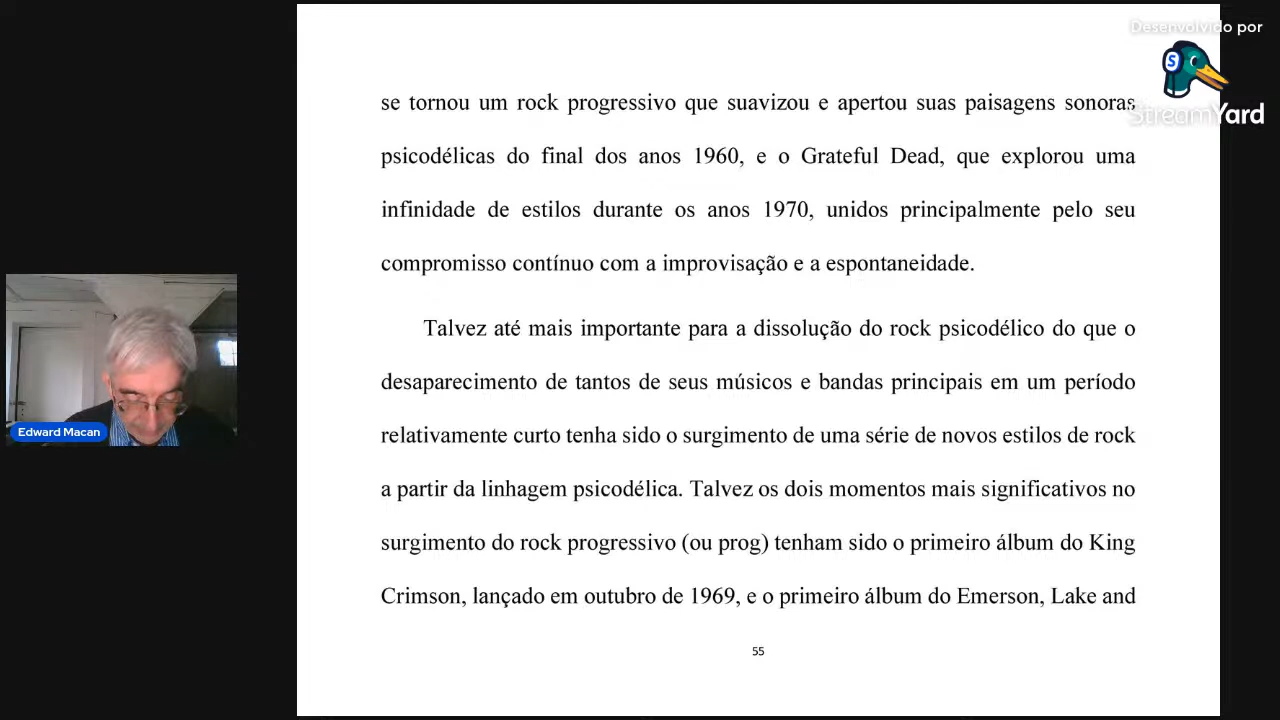 Desenvolvido por
S
StreamYard
se tornou um rock progressivo que suavizou e apertou suas paisagens sonoras
psicodélicas do final dos anos 1960, e o Grateful Dead, que explorou uma
infinidade de estilos durante os anos 1970, unidos principalmente pelo seu
compromisso contínuo com a improvisação e a espontaneidade.
Talvez até mais importante para a dissolução do rock psicodélico do que o
desaparecimento de tantos de seus músicos e bandas principais em um período
relativamente curto tenha sido o surgimento de uma série de novos estilos de rock
a partir da linhagem psicodélica. Talvez os dois momentos mais significativos no
surgimento do rock progressivo (ou prog) tenham sido o primeiro álbum do King
Crimson, lançado em outubro de 1969, e o primeiro álbum do Emerson, Lake and
55
Edward Macan